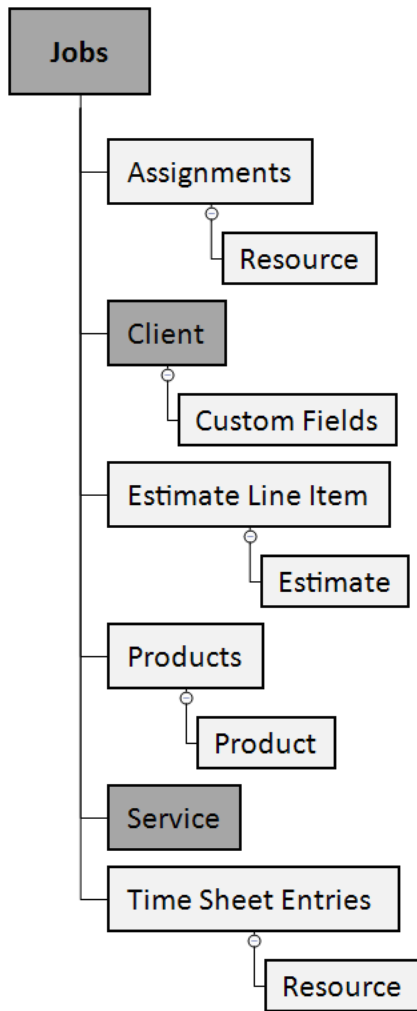 Jobs
Assignments
Resource
Client
Custom Fields
Estimate Line Item
Estimate
Products
Product
Service
Time Sheet Entries
Resource